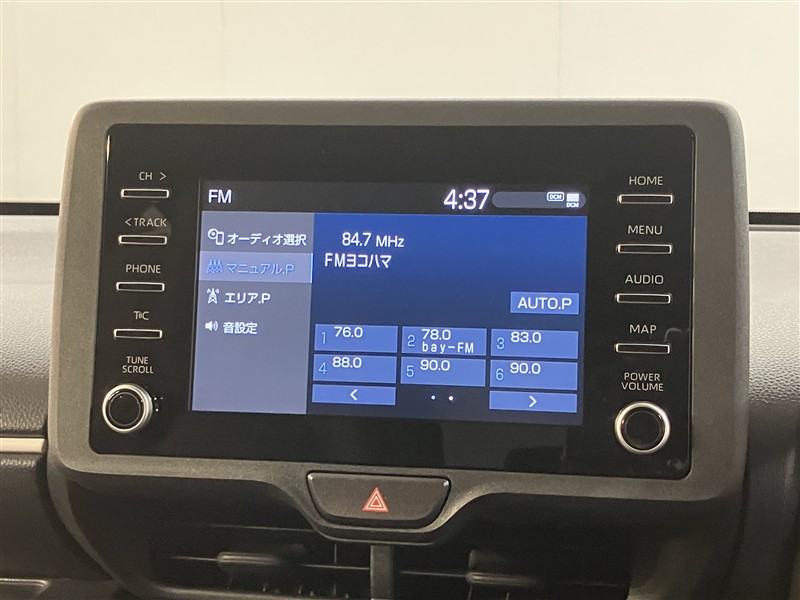 CH >
< TRACK
PHONE
T|C
TUNE
SCROLL
FM
4:37
DCM
DCM
オーディオ選択
マニュアル.P
エリア.P
音設定
84.7 MHz
FMヨコハマ
AUTO.P
1 76.0
2 78.0
bay-FM
3 83.0
4 88.0
5 90.0
6 90.0
<
>
HOME
MENU
AUDIO
MAP
POWER
VOLUME